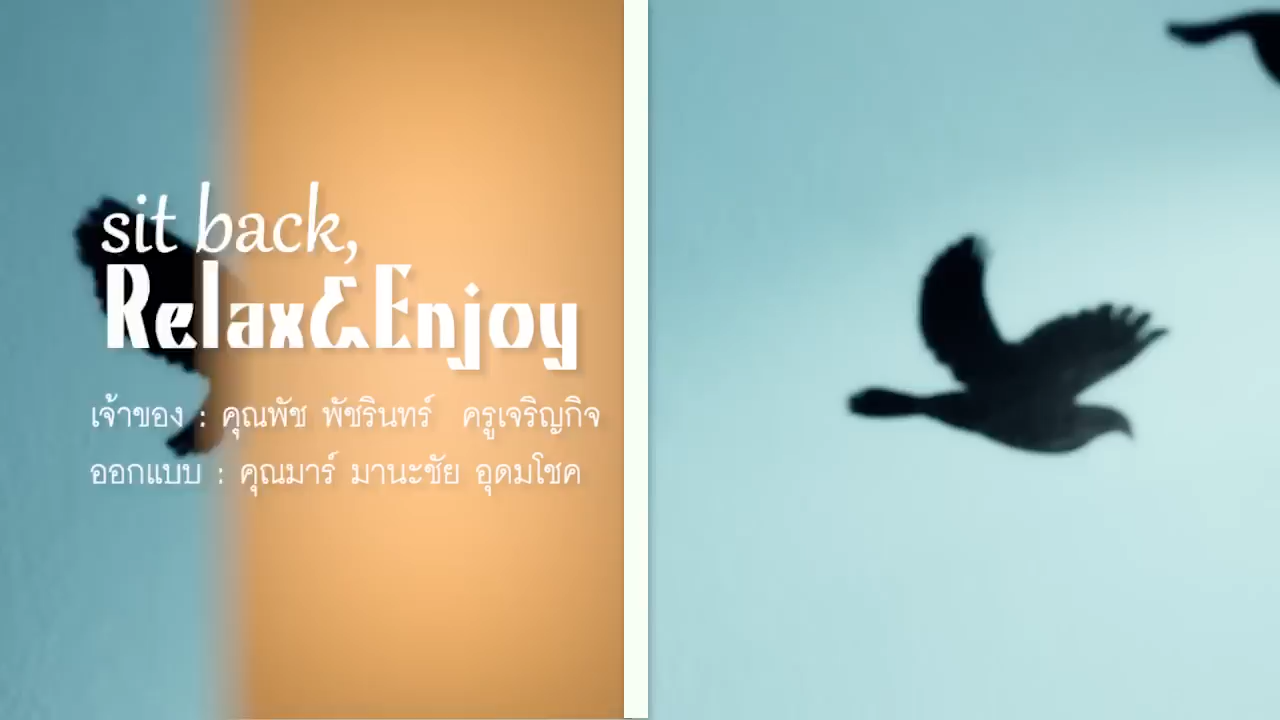 sit back,
Relax&Enjoy
เจ้าของ : คุณพัช พัชรินทร์ ครูเจริญกิจ
ออกแบบ : คุณมาร์ มานะชัย อุดมโชค